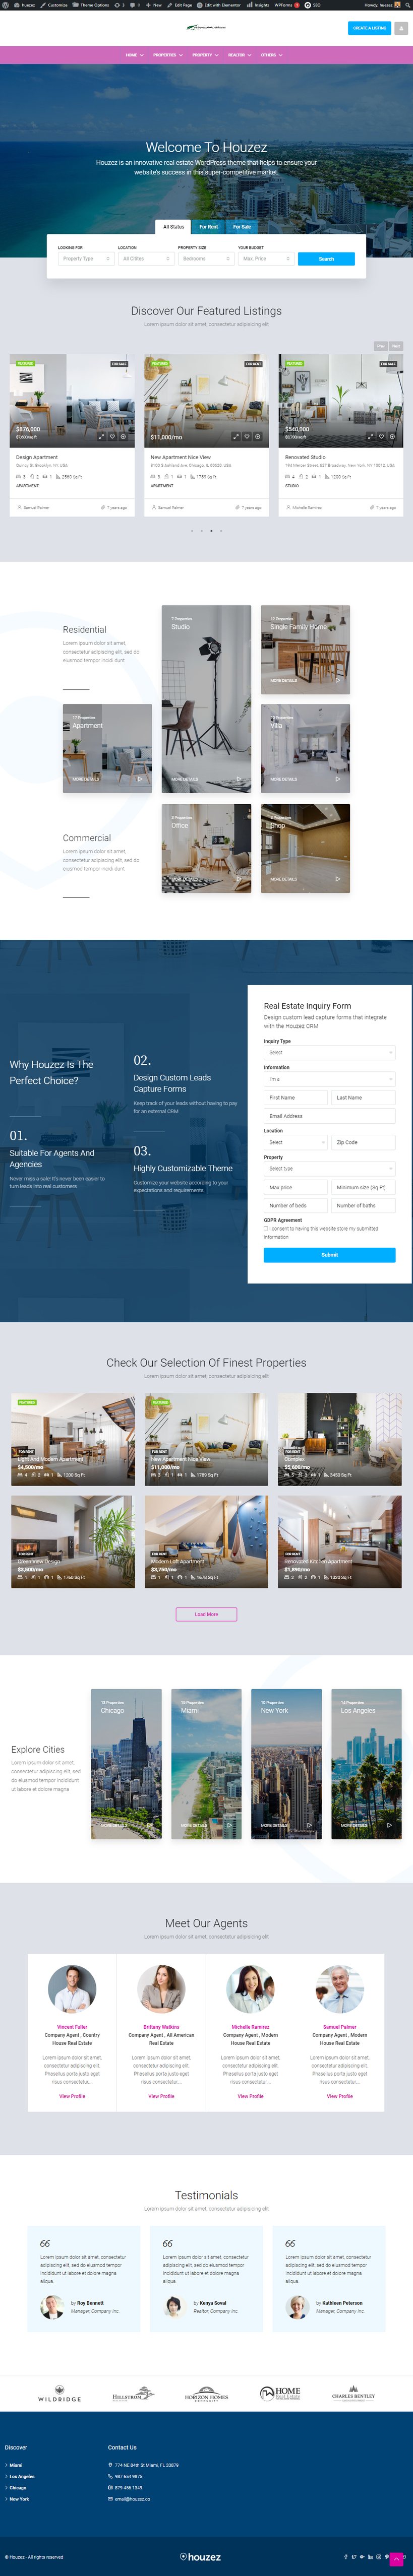 houzez Customize Theme Options 3 0 New Edit Page Edit with Elementor Insights WPForms 1 SEO Howdy, houzez
CREATE A LISTING
HOME PROPERTIES PROPERTY REALTOR OTHERS
Welcome To Houzez
Houzez is an innovative real estate WordPress theme that helps to ensure your
website's success in this super-competitive market.
All Status For Rent For Sale
LOOKING FOR LOCATION PROPERTY SIZE YOUR BUDGET
Property Type All Cities Bedrooms Max. Price Search
Discover Our Featured Listings
Lorem ipsum dolor sit amet, consectetur adipiscing elit
Prev Next
FEATURED FOR SALE
$876,000
Design Apartment
Quincy St, Brooklyn, NY, USA
3 2 1 2560 Sq Ft
APARTMENT
Samuel Palmer 7 years ago
FEATURED FOR RENT
$11,000/mo
New Apartment Nice View
3 1 1 1789 Sq Ft
APARTMENT
Samuel Palmer 7 years ago
FEATURED FOR SALE
$540,000
Renovated Studio
194 Mercer Street, 627 Broadway, New York, NY 10012, USA
4 2 1 1200 Sq Ft
STUDIO
Michelle Ramirez 7 years ago
Residential
Lorem ipsum dolor sit amet,
consectetur adipiscing elit, sed do
eiusmod tempor incidi dunt
7 Properties
Studio
MORE DETAILS
Single Family Home
MORE DETAILS
Properties
Apartment
MORE DETAILS
Properties
Villa
MORE DETAILS
Commercial
Lorem ipsum dolor sit amet,
consectetur adipiscing elit, sed do
eiusmod tempor incidi dunt
Properties
Office
MORE DETAILS
Properties
Shop
MORE DETAILS
Why Houzez Is The
Perfect Choice?
01.
Suitable For Agents And
Agencies
Never miss a sale! It's never been easier to
turn leads into real customers
02.
Design Custom Leads
Capture Forms
Keep track of your leads without having to pay
for an external CRM
03.
Highly Customizable Theme
Customize your website according to your
expectations and requirements
Real Estate Inquiry Form
Design custom lead capture forms that integrate
with the Houzez CRM
Inquiry Type
Select
Information
I'm a
First Name Last Name
Email Address
Location
Select Zip Code
Property
Select type
Max price Minimum size (Sq Ft)
Number of beds Number of baths
GDPR Agreement
I consent to having this website store my submitted
information
Submit
Check Our Selection Of Finest Properties
Lorem ipsum dolor sit amet, consectetur adipiscing elit
FEATURED
FOR RENT
Light And Modern Apartment
$4,500/mo
4 2 1 1200 Sq Ft
FEATURED
FOR RENT
New Apartment Nice View
$11,000/mo
3 1 1 1789 Sq Ft
FOR RENT
Complex
$5,600/mo
3450 Sq Ft
FOR RENT
Green View Design
$3,500/mo
1 1 1 1760 Sq Ft
FOR RENT
Modern Loft Apartment
$3,750/mo
1 1 1 1678 Sq Ft
FOR RENT
Renovated Kitchen Apartment
$1,890/mo
1320 Sq Ft
Load More
Explore Cities
Lorem ipsum dolor sit amet,
consectetur adipiscing elit, sed
do eiusmod tempor incididunt
ut labore et dolore magna
Properties
Chicago
MORE DETAILS
Properties
Miami
MORE DETAILS
Properties
New York
MORE DETAILS
Properties
Los Angeles
MORE DETAILS
Meet Our Agents
Lorem ipsum dolor sit amet, consectetur adipiscing elit
Vincent Fuller
Company Agent , Country
House Real Estate
Lorem ipsum dolor sit amet,
consectetur adipiscing elit.
Phasellus porta justo eget
risus consectetur,...
View Profile
Brittany Watkins
Company Agent , All American
Real Estate
Lorem ipsum dolor sit amet,
consectetur adipiscing elit.
Phasellus porta justo eget
risus consectetur,...
View Profile
Michelle Ramirez
Company Agent , Modern
House Real Estate
Lorem ipsum dolor sit amet,
consectetur adipiscing elit.
Phasellus porta justo eget
risus consectetur,...
View Profile
Samuel Palmer
Company Agent , Modern
House Real Estate
Lorem ipsum dolor sit amet,
consectetur adipiscing elit.
Phasellus porta justo eget
risus consectetur,...
View Profile
Testimonials
Lorem ipsum dolor sit amet, consectetur adipiscing elit
Lorem ipsum dolor sit amet, consectetur
adipiscing elit, sed do eiusmod tempor
incididunt ut labore et dolore magna
aliqua.
by Roy Bennett
Manager, Company Inc.
Lorem ipsum dolor sit amet, consectetur
adipiscing elit, sed do eiusmod tempor
incididunt ut labore et dolore magna
aliqua.
by Kenya Soval
Realtor, Company Inc.
Lorem ipsum dolor sit amet, consectetur
adipiscing elit, sed do eiusmod tempor
incididunt ut labore et dolore magna
aliqua.
by Kathleen Peterson
Manager, Company Inc.
WILDRIDGE HILLSTROM HORIZON HOMES HOME Real Estate CHARLES BENTLEY
Discover
Miami
Los Angeles
Chicago
New York
Contact Us
774 NE 84th St Miami, FL 33879
987 654 9875
879 456 1349
email@houzez.co
© Houzez - All rights reserved houzez